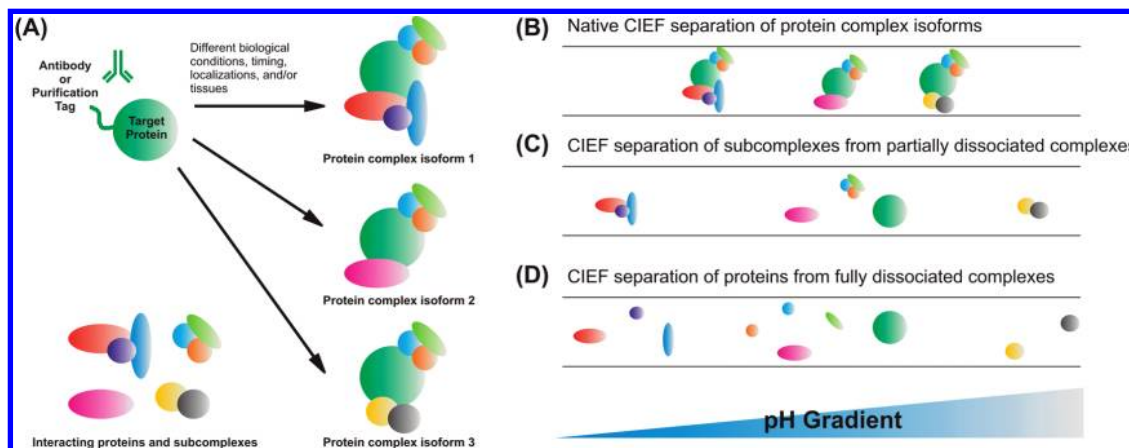 (A)
Antibody
or
Purification
Tag
Target
Protein
Different biological
conditions, timing,
localizations, and/or
tissues
Protein complex isoform 1
Protein complex isoform 2
Protein complex isoform 3
Interacting proteins and subcomplexes
(B) Native CIEF separation of protein complex isoforms
(C) CIEF separation of subcomplexes from partially dissociated complexes
(D) CIEF separation of proteins from fully dissociated complexes
pH Gradient